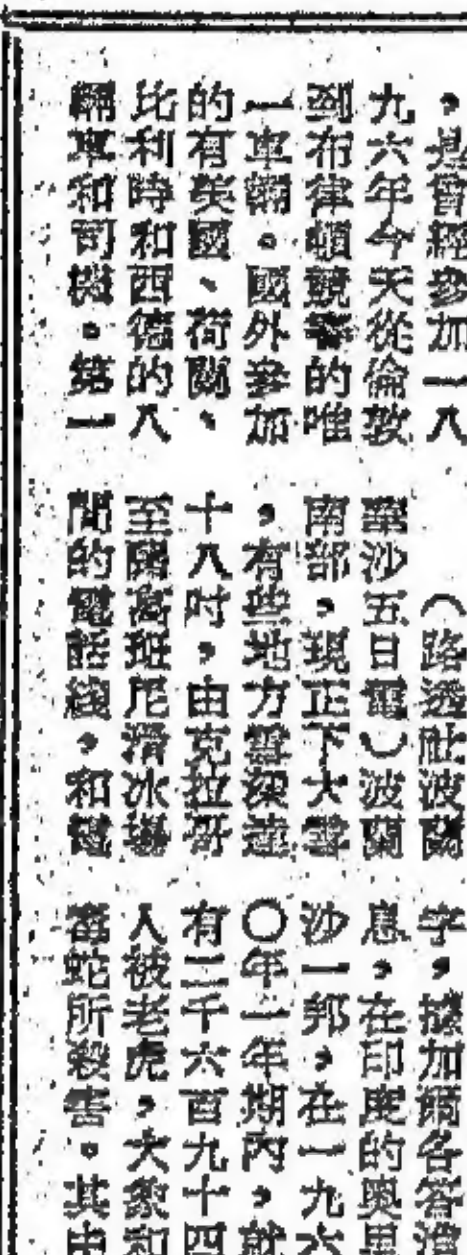 ，是曾經參加一八
九六年今天從倫敦
到布律頓競賽的唯
一車輛。國外參加
的有美國、荷蘭、
比利時和西德的八
輛車和司機。第一
（路透社波蘭
華沙五日電）波蘭
南部，現正下大雪
，有些地方雪深達
十八吋，由克拉哥
至薩高班尼滑冰場
間的電話綫，和電
字，據加爾各答
息，在印度的奧里
沙一邦，在一九六
〇年一年期內，就
有二千六百九十四
人被老虎，大象和
毒蛇所殺害。其中